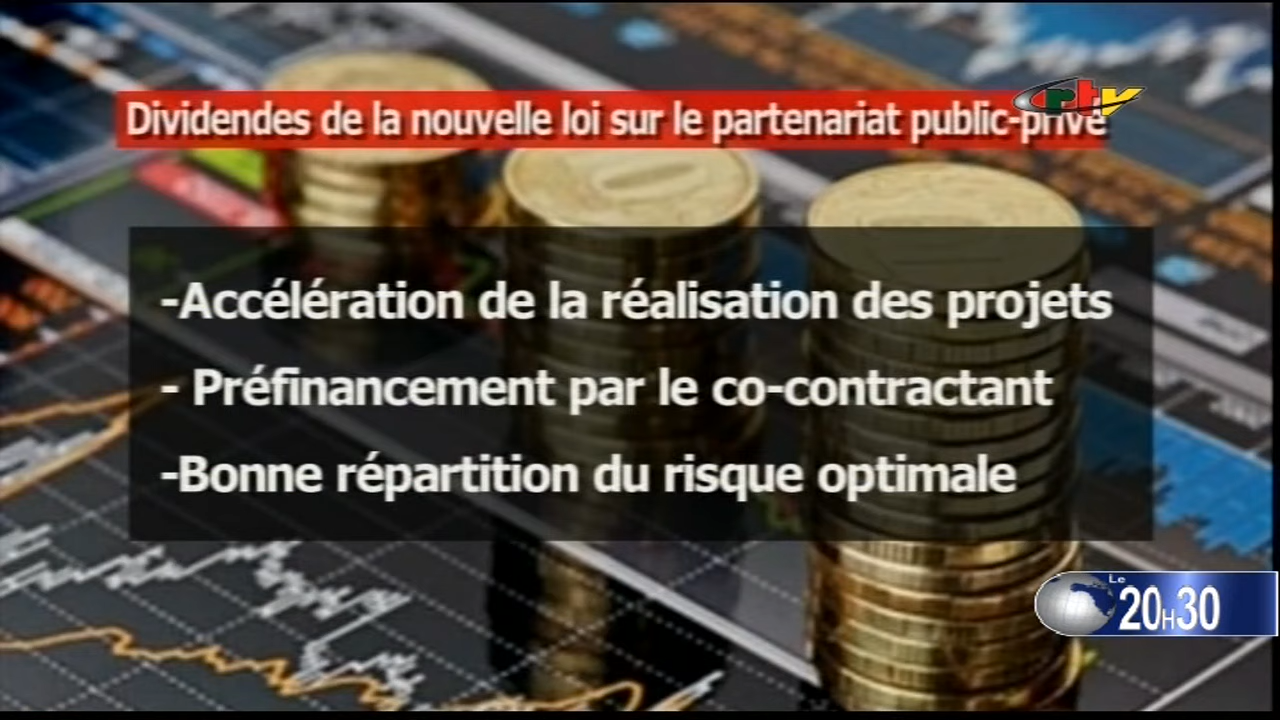 Dividendes de la nouvelle loi sur le partenariat public-privé
crtv
-Accélération de la réalisation des projets
- Préfinancement par le co-contractant
-Bonne répartition du risque optimale
Le
20H30